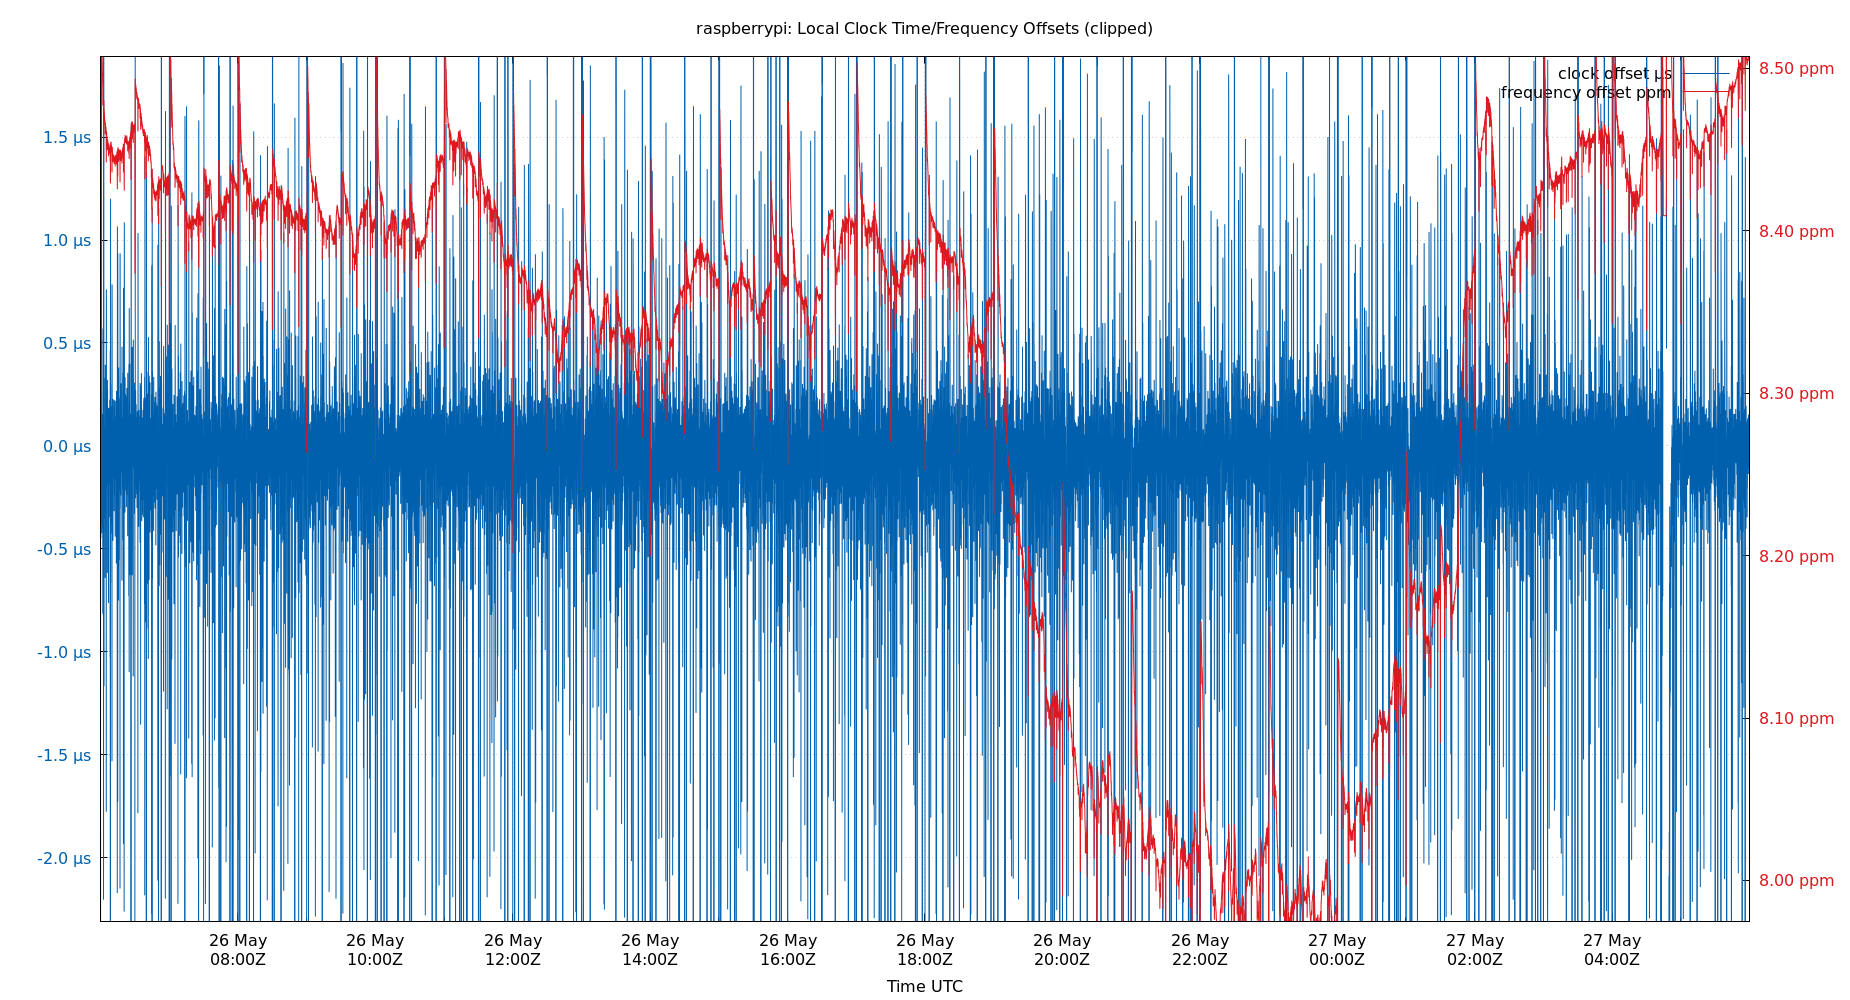 raspberrypi: Local Clock Time/Frequency Offsets (clipped)
clock offset µs
frequency offset ppm
1.5 µs
1.0 µs
0.5 µs
0.0 µs
-0.5 µs
-1.0 µs
-1.5 µs
-2.0 µs
8.50 ppm
8.40 ppm
8.30 ppm
8.20 ppm
8.10 ppm
8.00 ppm
26 May 26 May 26 May 26 May 26 May 26 May 26 May 26 May 27 May 27 May 27 May
08:00Z 10:00Z 12:00Z 14:00Z 16:00Z 18:00Z 20:00Z 22:00Z 00:00Z 02:00Z 04:00Z
Time UTC